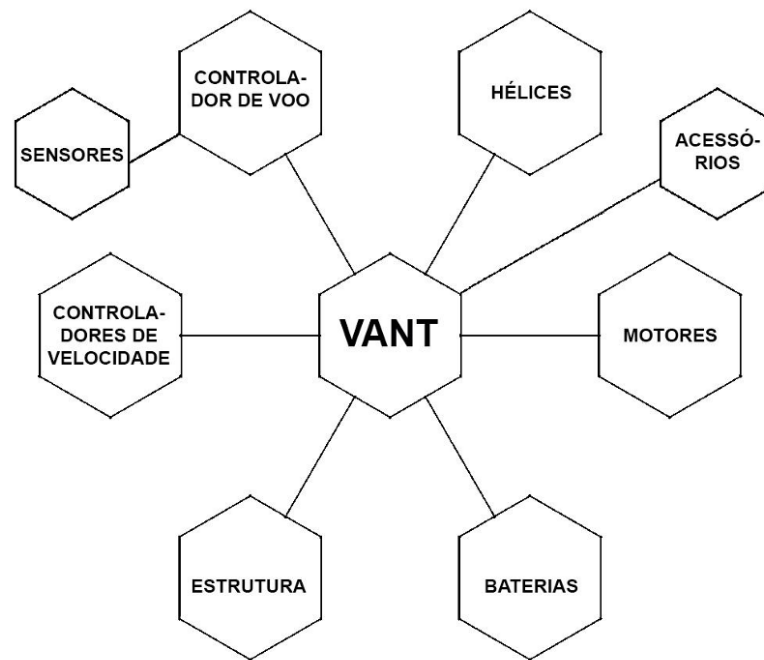 CONTROLA-
DOR DE VOO
HÉLICES
SENSORES
ACESSÓ-
RIOS
CONTROLA-
DORES DE
VELOCIDADE
VANT
MOTORES
ESTRUTURA
BATERIAS